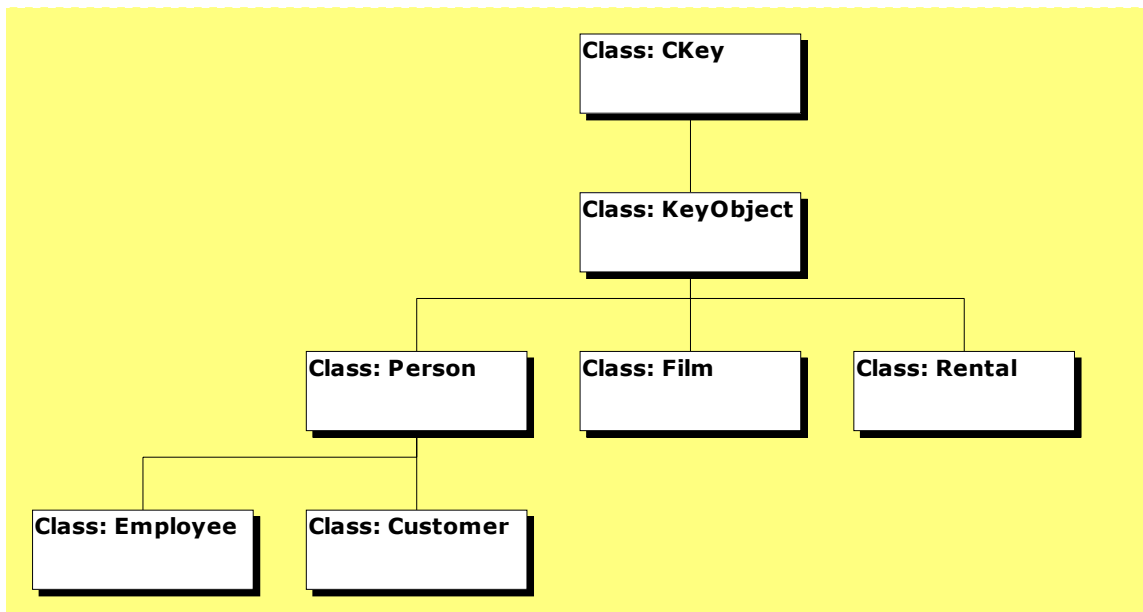 Class: CKey
Class: KeyObject
Class: Person
Class: Film
Class: Rental
Class: Employee
Class: Customer